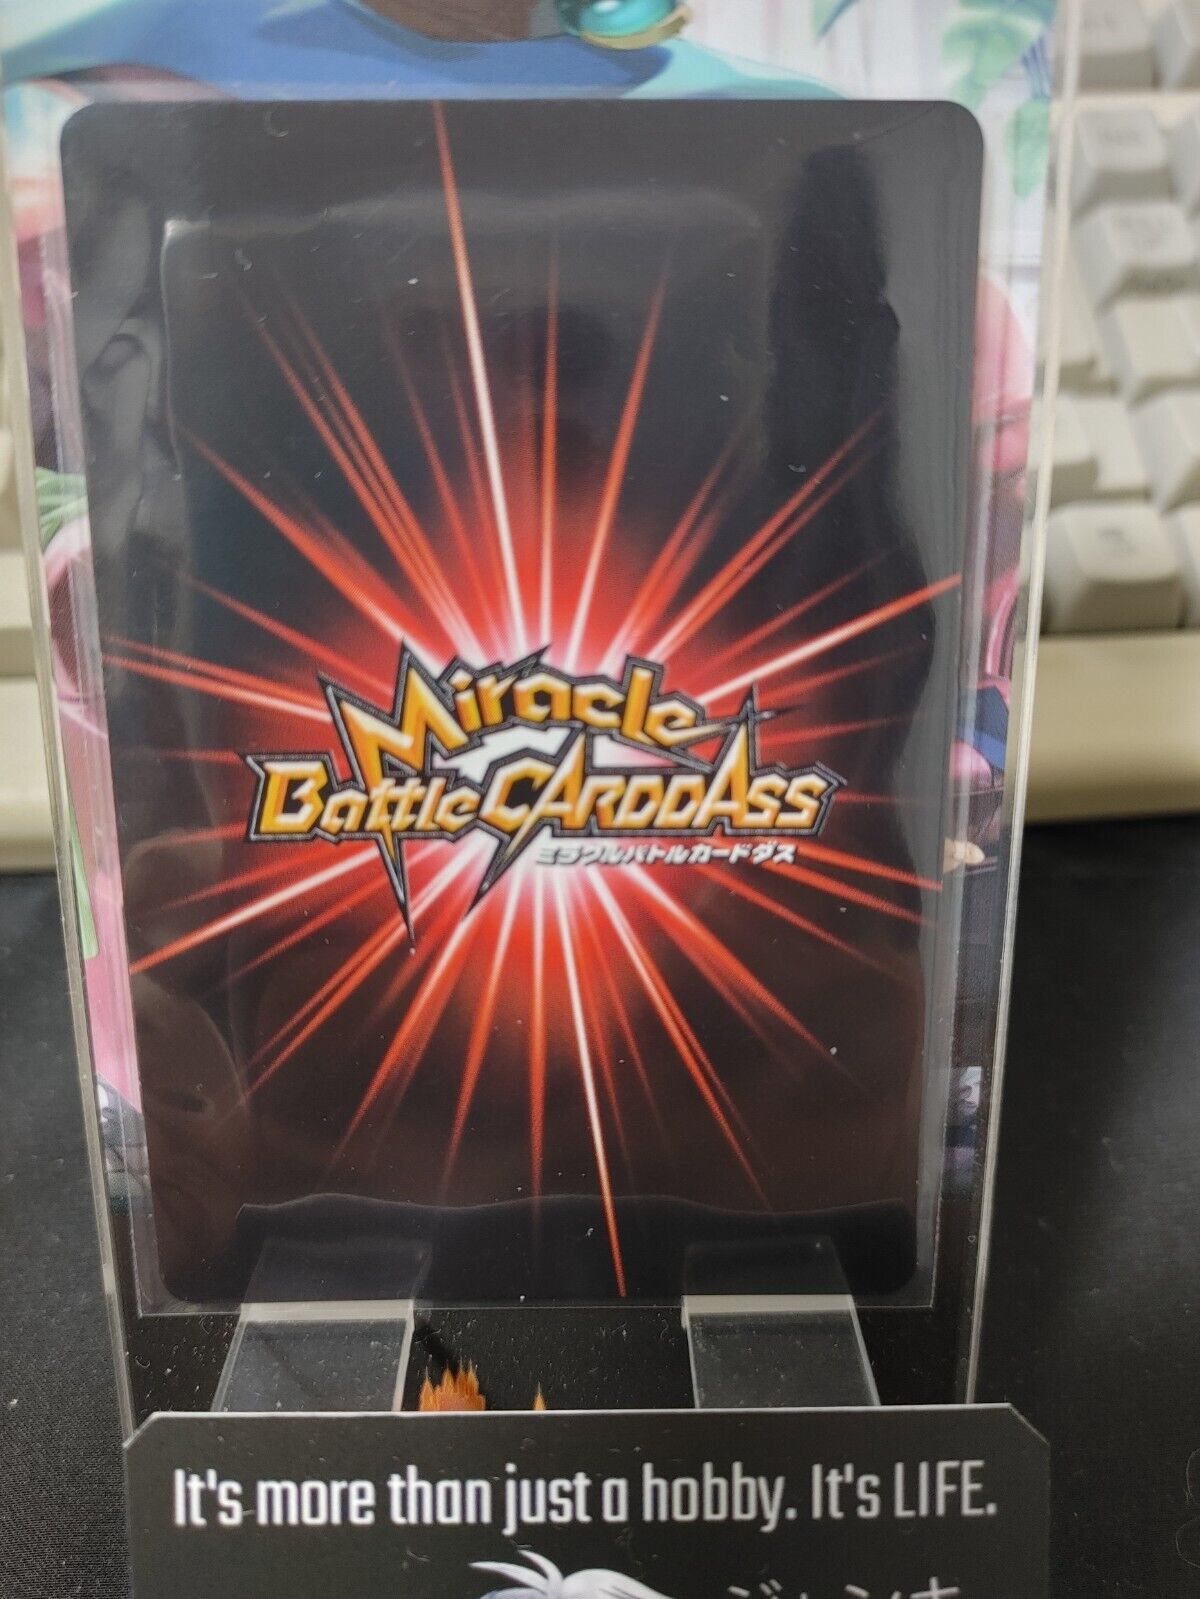 Miracle
Battle CARDDASS
ミラクルバトルカードダス
It's more than just a hobby. It's LIFE.